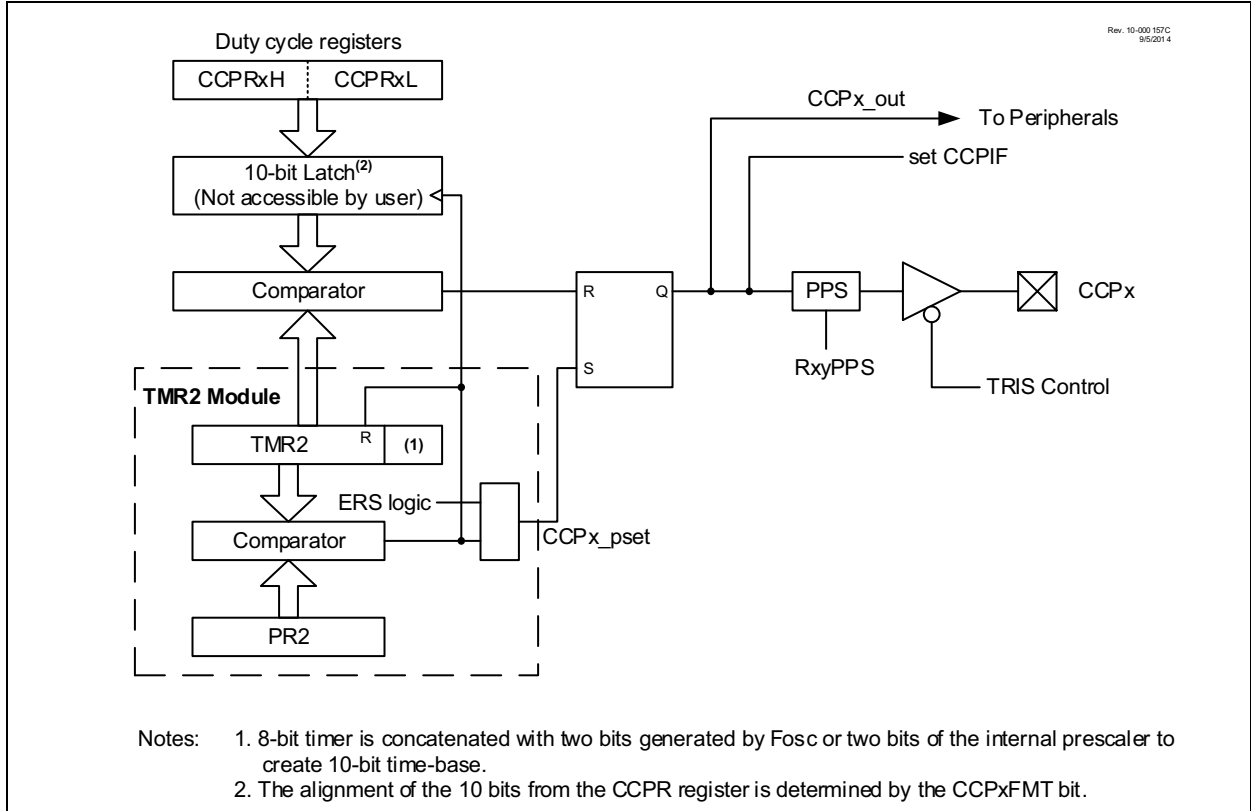 Rev. 10-000 157C
9/5/201 4
Duty cycle registers
CCPRxH CCPRxL
CCPx_out
To Peripherals
set CCPIF
10-bit Latch(2)
(Not accessible by user)
Comparator
R Q
PPS
CCPx
S
RxyPPS
TRIS Control
TMR2 Module
TMR2 R (1)
ERS logic
Comparator
CCPx_pset
PR2
Notes: 1. 8-bit timer is concatenated with two bits generated by Fosc or two bits of the internal prescaler to
create 10-bit time-base.
2. The alignment of the 10 bits from the CCPR register is determined by the CCPxFMT bit.